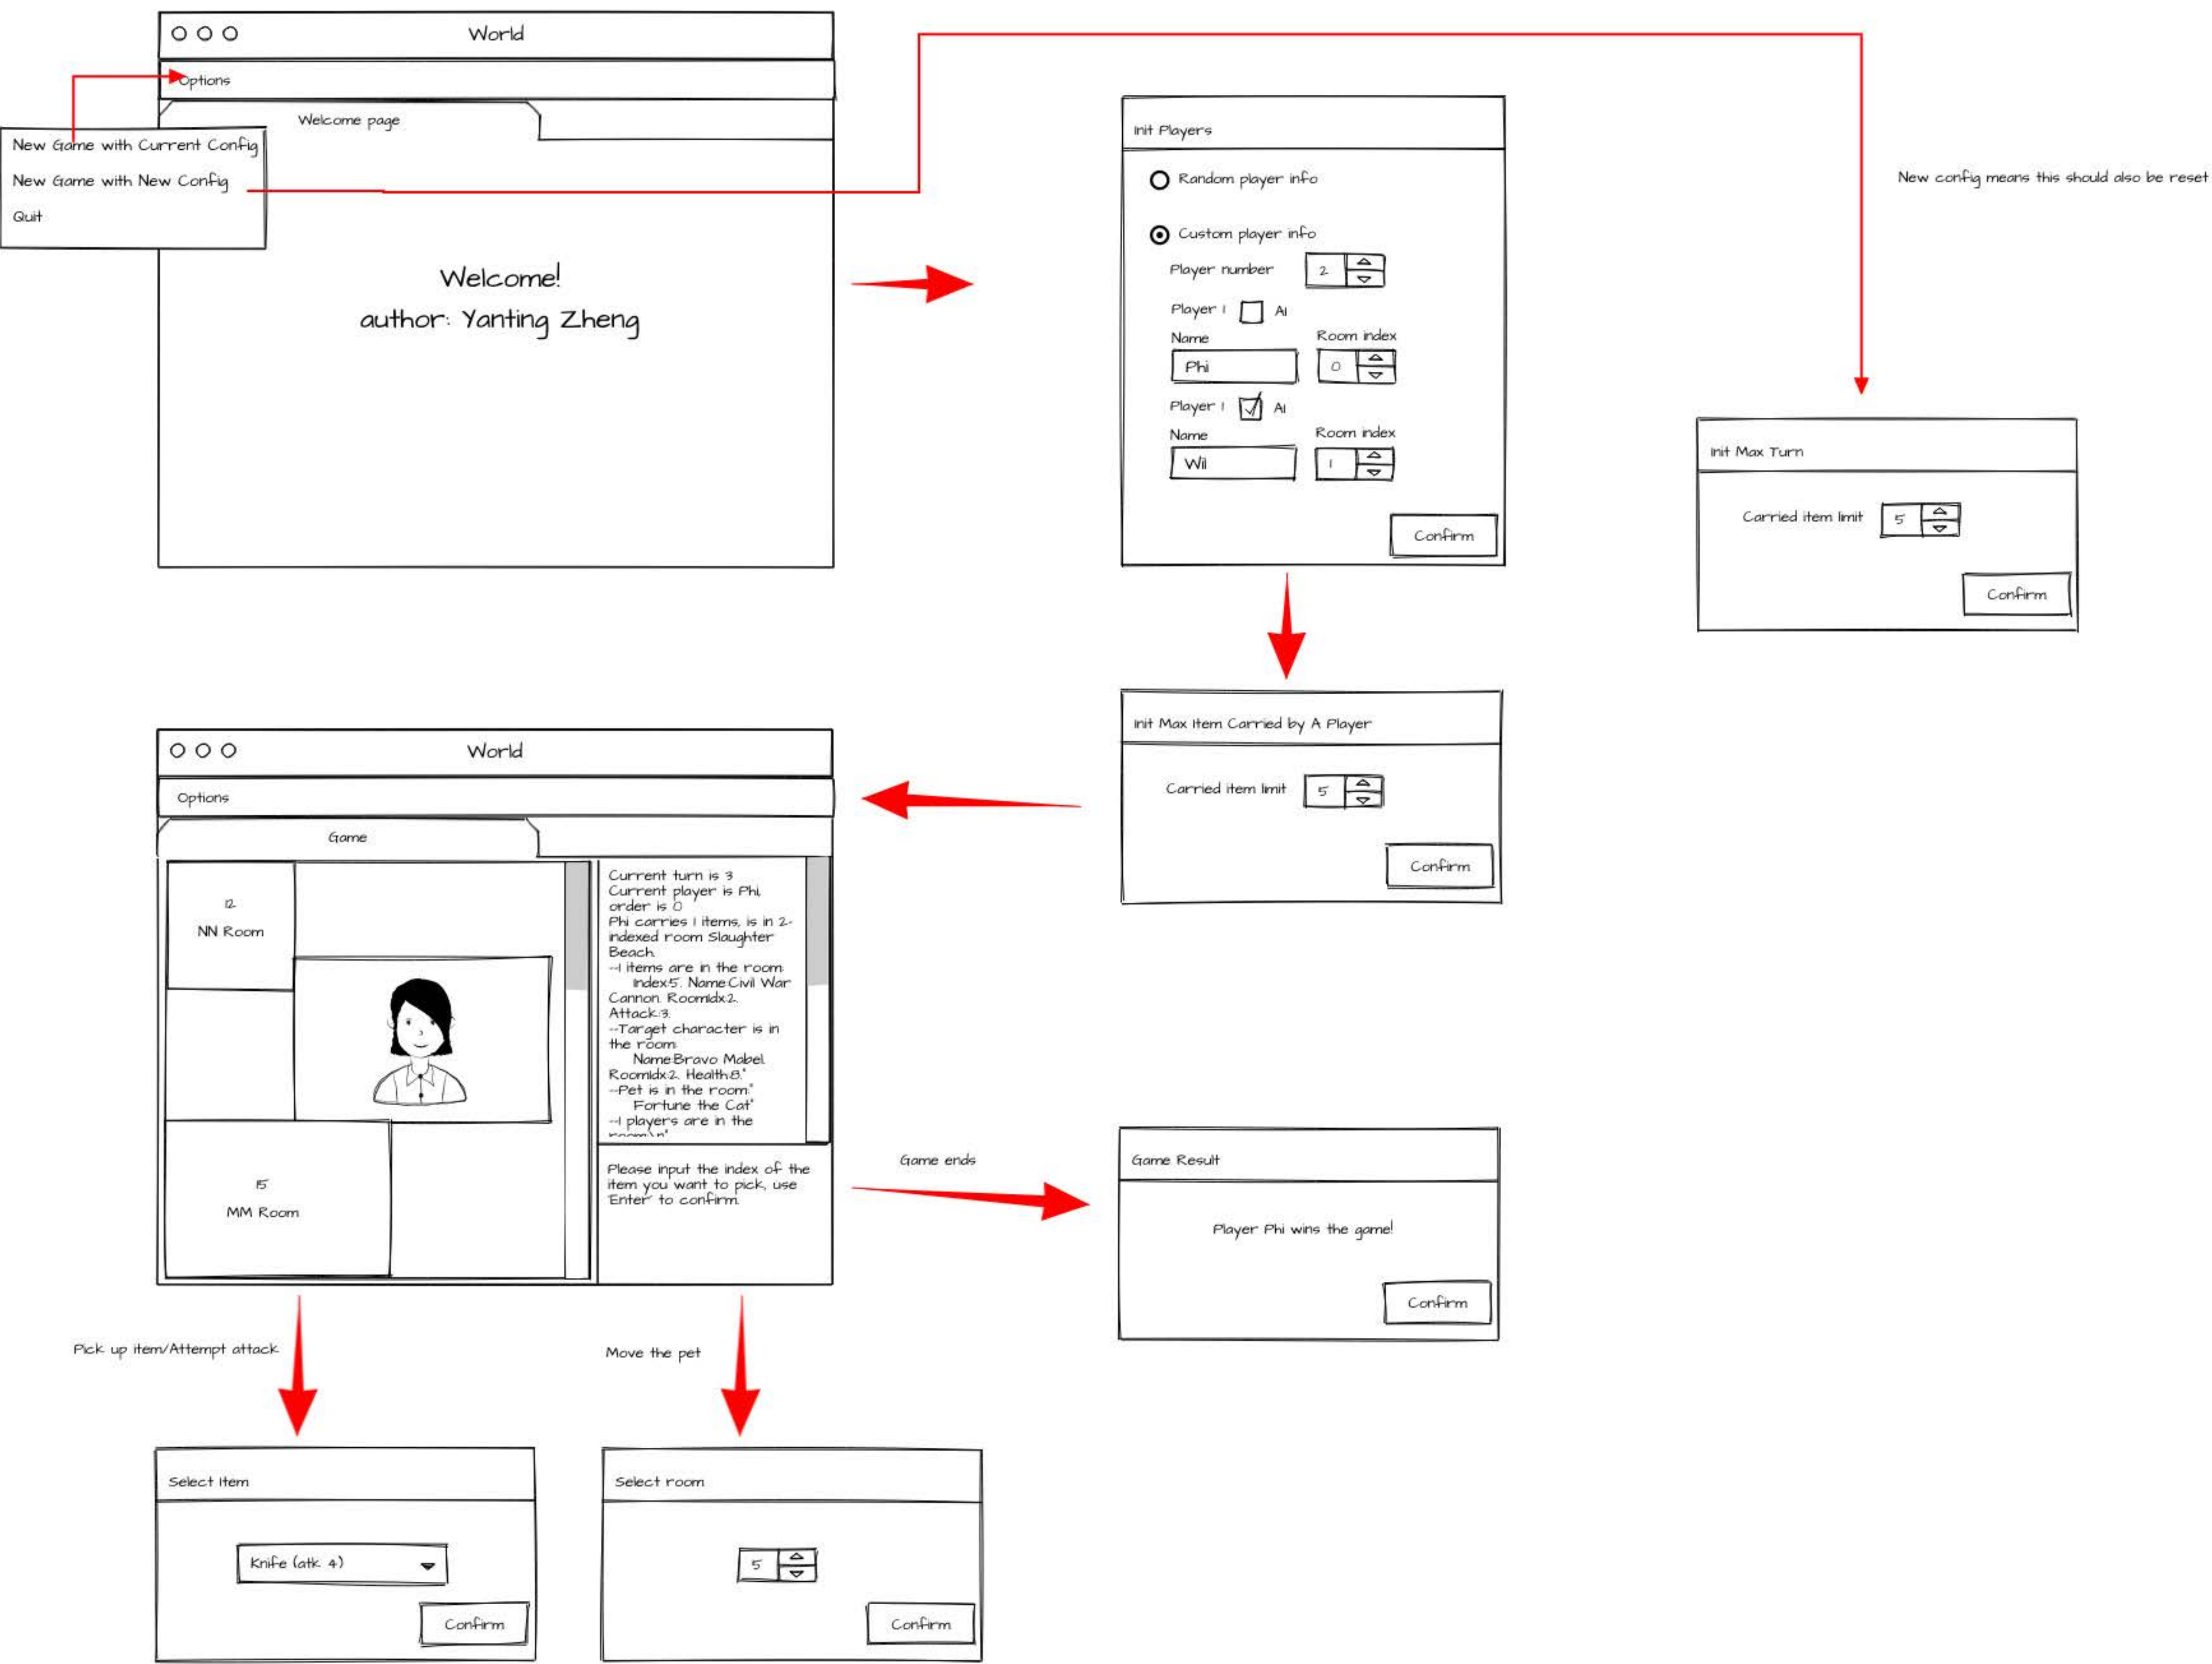 World
Options
Welcome page
New Game with Current Config
New Game with New Config
Quit
Welcome!
author: Yanting Zheng
Init Players
Random player info
Custom player info
Player number
2
Player 1
AI
Name
Room index
Phi
0
Player 1
AI
Name
Room index
Wil
1
Confirm
New config means this should also be reset
Init Max Turn
Carried item limit
5
Confirm
Init Max Item Carried by A Player
Carried item limit
5
Confirm
World
Options
Game
12
NN Room
15
MM Room
Current turn is 3
Current player is Phi,
order is 0
Phi carries 1 items, is in 2-
indexed room Slaughter
Beach.
--1 items are in the room:
Index:5. Name:Civil War
Cannon. RoomIdx:2.
Attack:3.
--Target character is in
the room:
Name:Bravo Mabel.
RoomIdx:2. Health:8."
--Pet is in the room:"
Fortune the Cat"
--1 players are in the
room:\n"
Please input the index of the
item you want to pick, use
'Enter' to confirm.
Game ends
Game Result
Player Phi wins the game!
Confirm
Pick up item/Attempt attack
Move the pet
Select Item
Knife (atk: 4)
Confirm
Select room
5
Confirm